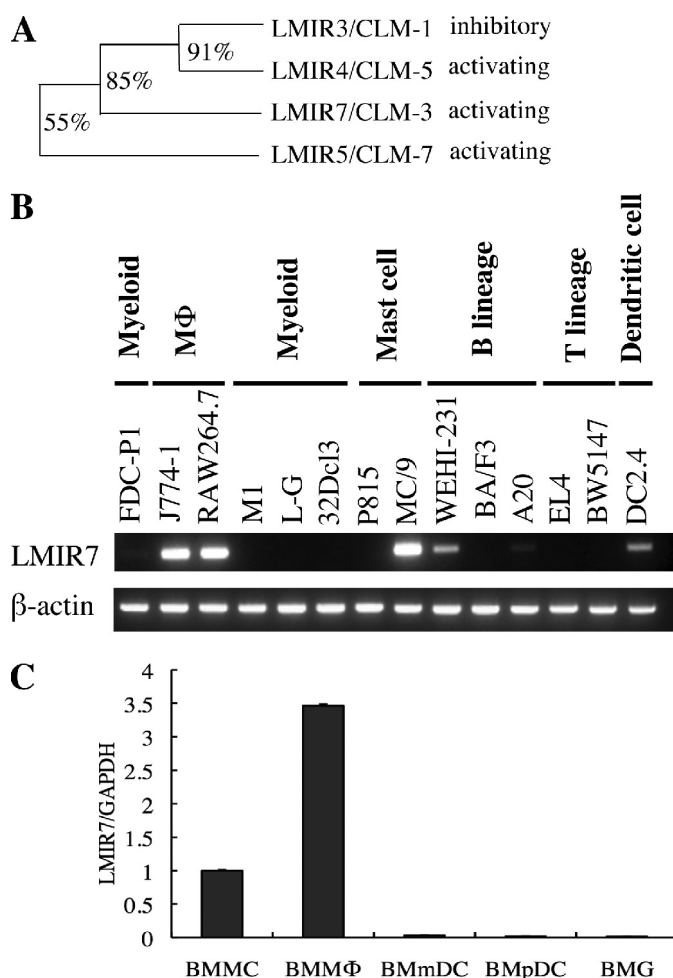 A
LMIR3/CLM-1 inhibitory
91%
LMIR4/CLM-5 activating
85%
LMIR7/CLM-3 activating
55%
LMIR5/CLM-7 activating
B
Myeloid
MΦ
Myeloid
Mast cell
B lineage
T lineage
Dendritic cell
FDC-P1
J774-1
RAW264.7
M1
L-G
32Dcl3
P815
MC/9
WEHI-231
BA/F3
A20
EL4
BW5147
DC2.4
LMIR7
β-actin
C
LMIR7/GAPDH
4
3.5
3
2.5
2
1.5
1
0.5
0
BMMC BMMΦ BMmDC BMpDC BMG